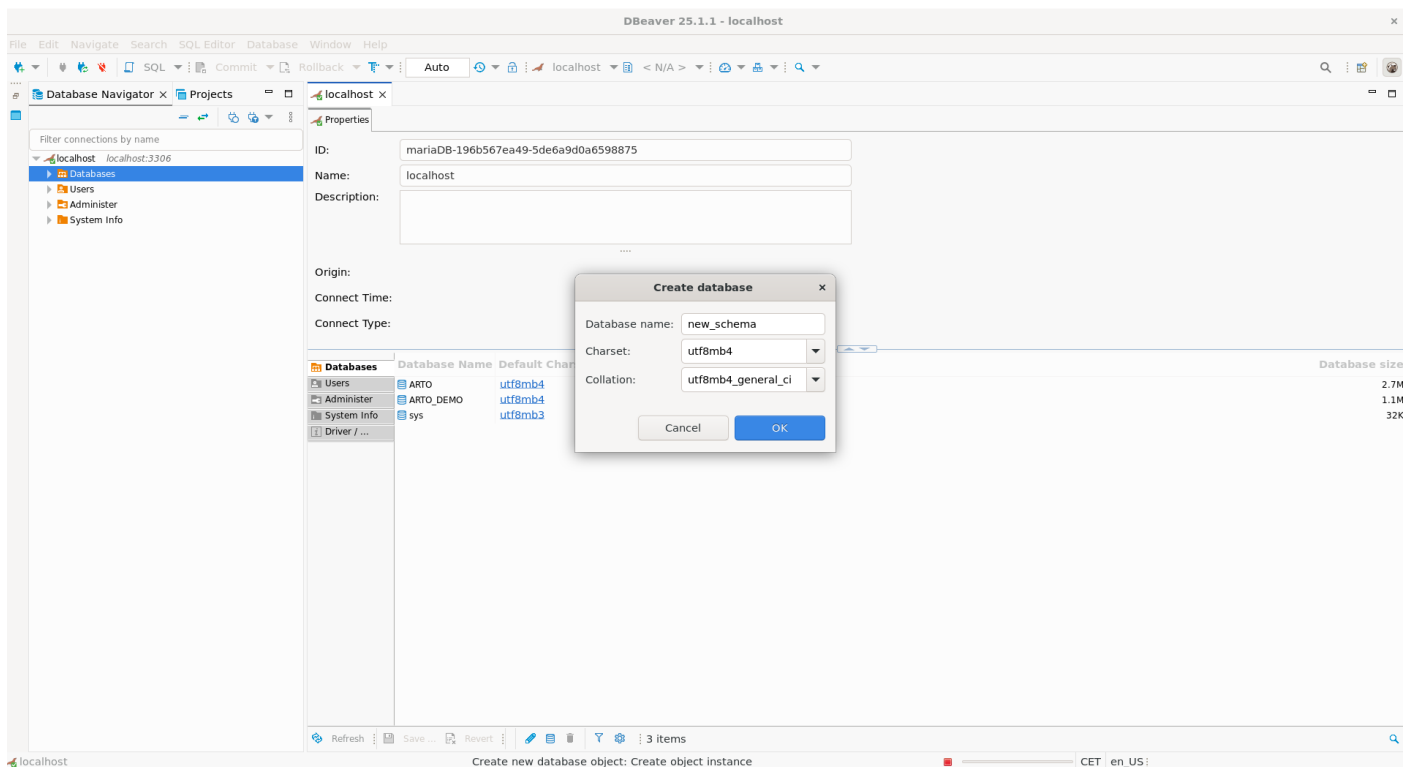 DBeaver 25.1.1 - localhost
File Edit Navigate Search SQL Editor Database Window Help
SQL Commit Rollback Auto localhost < N/A >
Database Navigator Projects localhost
Properties
Filter connections by name
localhost localhost:3306
Databases
Users
Administer
System Info
ID: mariaDB-196b567ea49-5de6a9d0a6598875
Name: localhost
Description:
Origin:
Connect Time:
Connect Type:
Create database
Database name: new_schema
Charset: utf8mb4
Collation: utf8mb4_general_ci
Cancel OK
Databases
Users
Administer
System Info
Driver / ...
Database Name Default Char Database size
ARTO utf8mb4 2.7M
ARTO_DEMO utf8mb4 1.1M
sys utf8mb3 32K
Refresh Save ... Revert 3 items
localhost Create new database object: Create object instance CET en_US